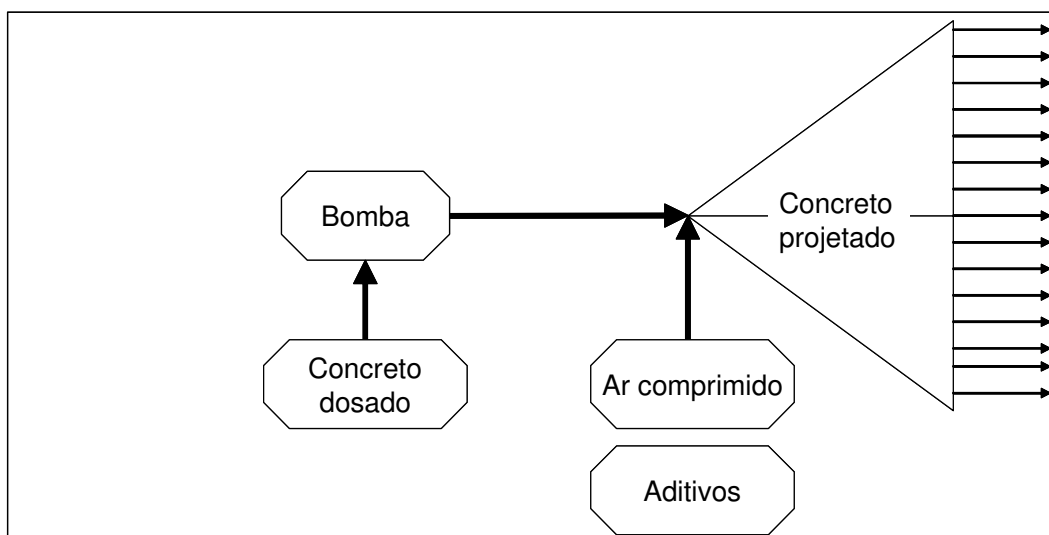 Bomba
Concreto
projetado
Concreto
dosado
Ar comprimido
Aditivos